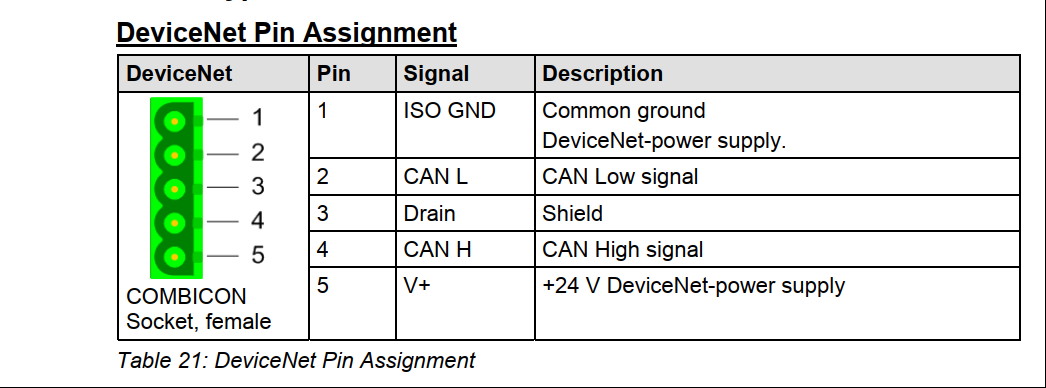 DeviceNet Pin Assignment
DeviceNet Pin Signal Description
1 ISO GND Common ground
DeviceNet-power supply.
2 CAN L CAN Low signal
3 Drain Shield
4 CAN H CAN High signal
5 V+ +24 V DeviceNet-power supply
1
2
3
4
5
COMBICON
Socket, female
Table 21: DeviceNet Pin Assignment